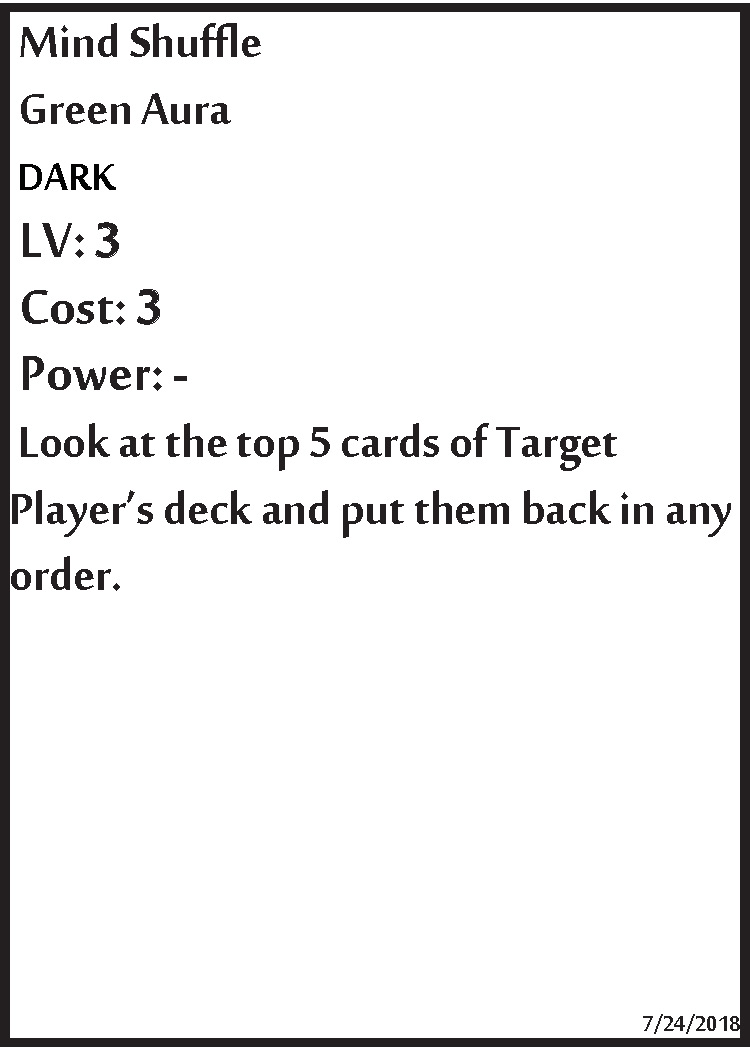 Mind Shuffle
Green Aura
DARK
LV: 3
Cost: 3
Power: -
Look at the top 5 cards of Target
Player’s deck and put them back in any
order.
7/24/2018